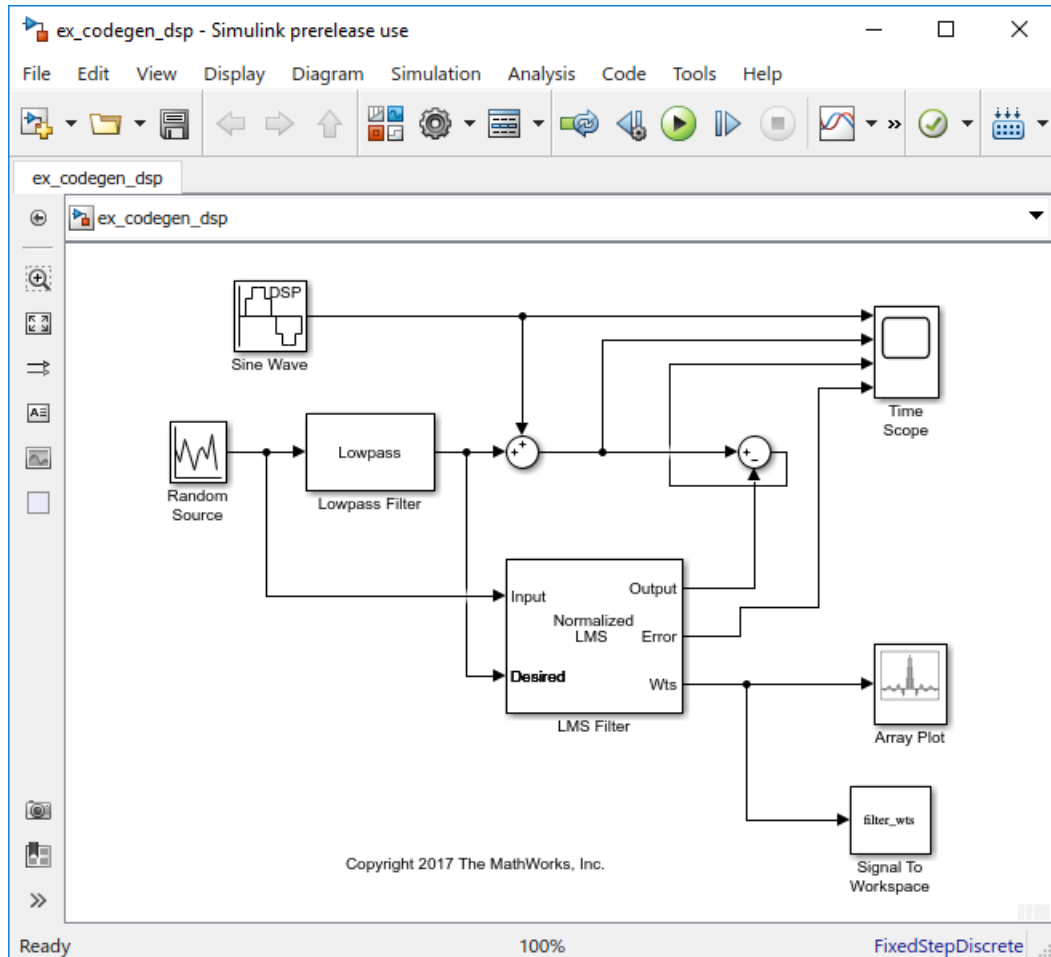 ex_codegen_dsp - Simulink prerelease use
File Edit View Display Diagram Simulation Analysis Code Tools Help
ex_codegen_dsp
ex_codegen_dsp
DSP
Sine Wave
Time
Scope
Random
Source
Lowpass
Lowpass Filter
Input
Output
Normalized
LMS
Error
Desired
Wts
LMS Filter
Array Plot
filter_wts
Signal To
Workspace
Copyright 2017 The MathWorks, Inc.
Ready 100% FixedStepDiscrete